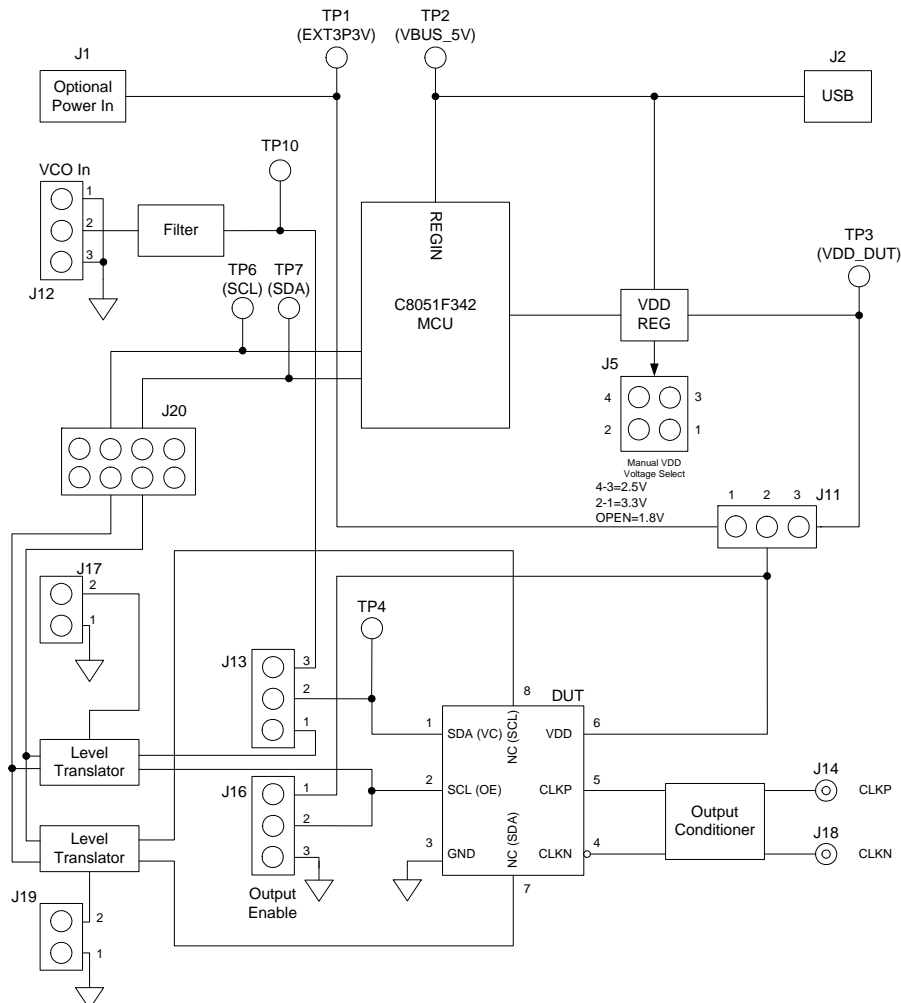 TP1
(EXT3P3V)
TP2
(VBUS_5V)
J1
Optional
Power In
J2
USB
VCO In
1
2
3
J12
Filter
TP10
TP6
(SCL)
TP7
(SDA)
REGIN
C8051F342
MCU
VDD
REG
TP3
(VDD_DUT)
J5
4
3
2
1
Manual VDD
Voltage Select
4-3=2.5V
2-1=3.3V
OPEN=1.8V
J20
1
2
3
J11
J17
2
1
TP4
J13
3
2
1
Level
Translator
J16
1
2
3
Output
Enable
Level
Translator
J19
2
1
8
DUT
NC (SCL)
1
SDA (VC)
VDD
6
2
SCL (OE)
CLKP
5
3
GND
CLKN
4
NC (SDA)
7
Output
Conditioner
J14
CLKP
J18
CLKN